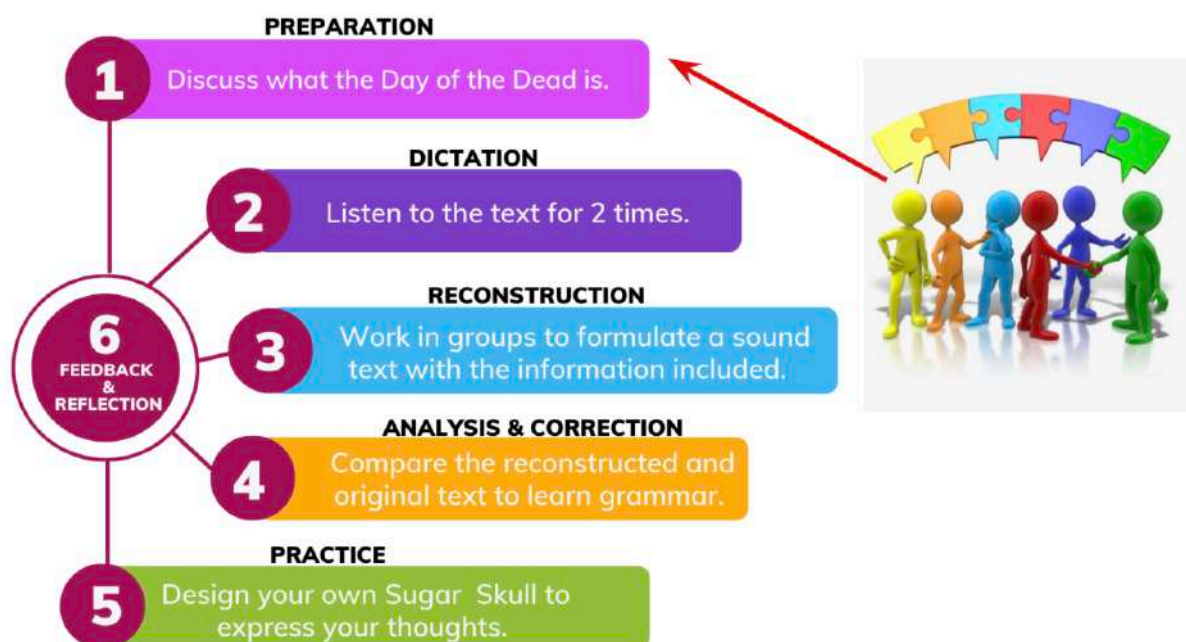 PREPARATION
1
Discuss what the Day of the Dead is.
DICTATION
2
Listen to the text for 2 times.
RECONSTRUCTION
3
Work in groups to formulate a sound
text with the information included.
6
FEEDBACK
&
REFLECTION
ANALYSIS & CORRECTION
4
Compare the reconstructed and
original text to learn grammar.
PRACTICE
5
Design your own Sugar Skull to
express your thoughts.